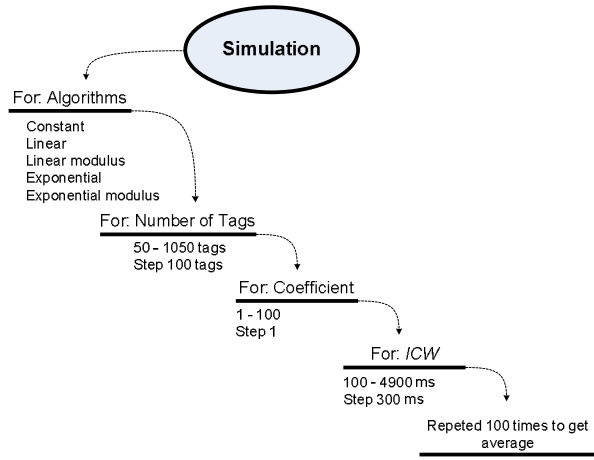 Simulation
For: Algorithms
Constant
Linear
Linear modulus
Exponential
Exponential modulus
For: Number of Tags
50 – 1050 tags
Step 100 tags
For: Coefficient
1 - 100
Step 1
For: ICW
100 - 4900 ms
Step 300 ms
Repeted 100 times to get
average